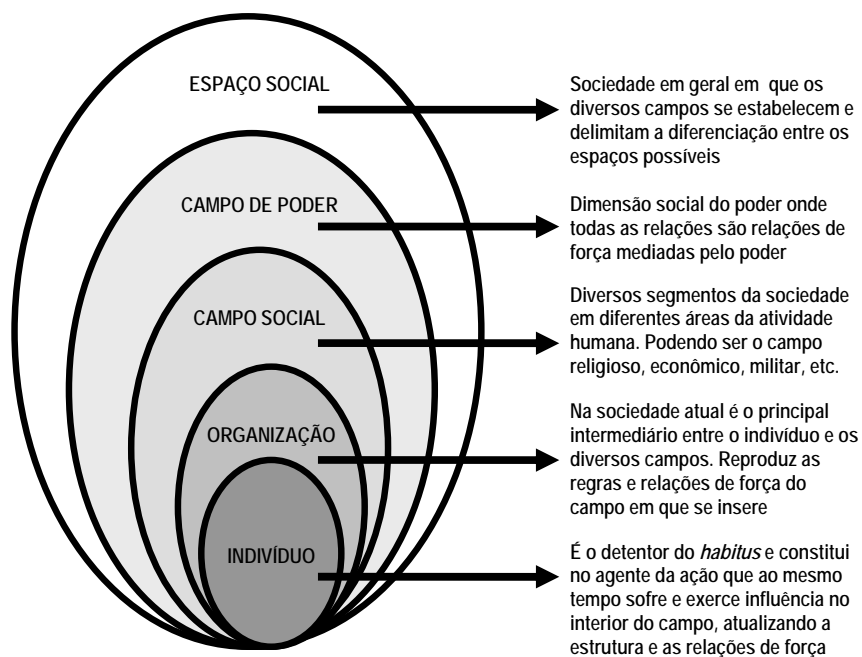 ESPAÇO SOCIAL
Sociedade em geral em que os
diversos campos se estabelecem e
delimitam a diferenciação entre os
espaços possíveis
CAMPO DE PODER
Dimensão social do poder onde
todas as relações são relações de
força mediadas pelo poder
CAMPO SOCIAL
Diversos segmentos da sociedade
em diferentes áreas da atividade
humana. Podendo ser o campo
religioso, econômico, militar, etc.
ORGANIZAÇÃO
Na sociedade atual é o principal
intermediário entre o indivíduo e os
diversos campos. Reproduz as
regras e relações de força do
campo em que se insere
INDIVÍDUO
É o detentor do habitus e constitui
no agente da ação que ao mesmo
tempo sofre e exerce influência no
interior do campo, atualizando a
estrutura e as relações de força